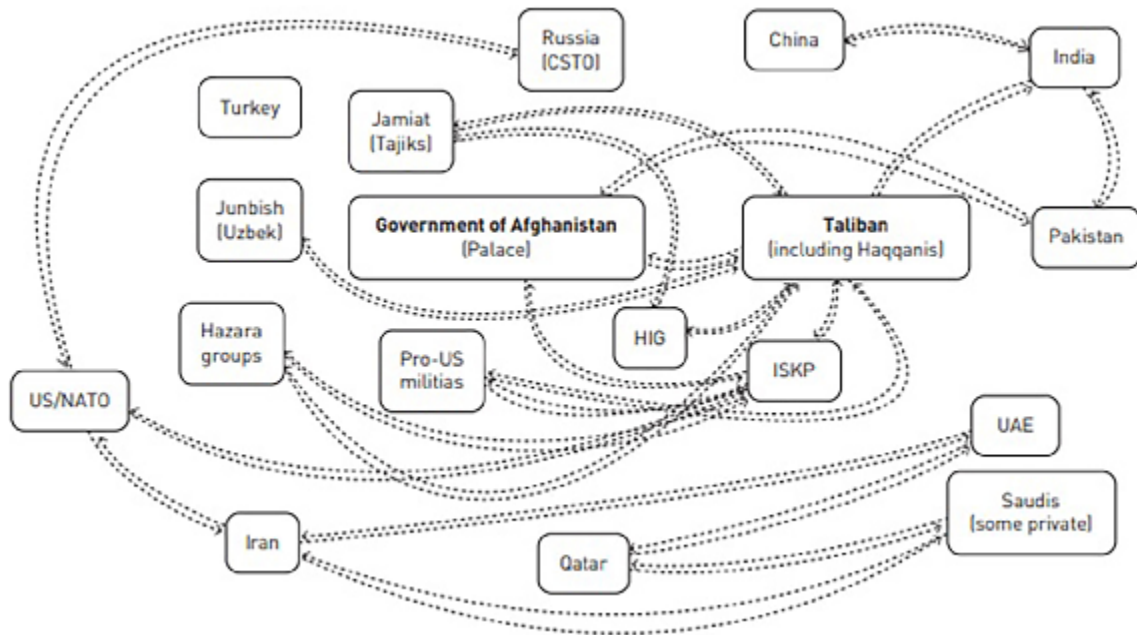 Russia
(CSTO)
China
India
Turkey
Jamiat
(Tajiks)
Junbish
(Uzbek)
Government of Afghanistan
(Palace)
Taliban
(including Haqqanis)
Pakistan
Hazara
groups
Pro-US
militias
HIG
ISKP
US/NATO
UAE
Saudis
(some private)
Iran
Qatar